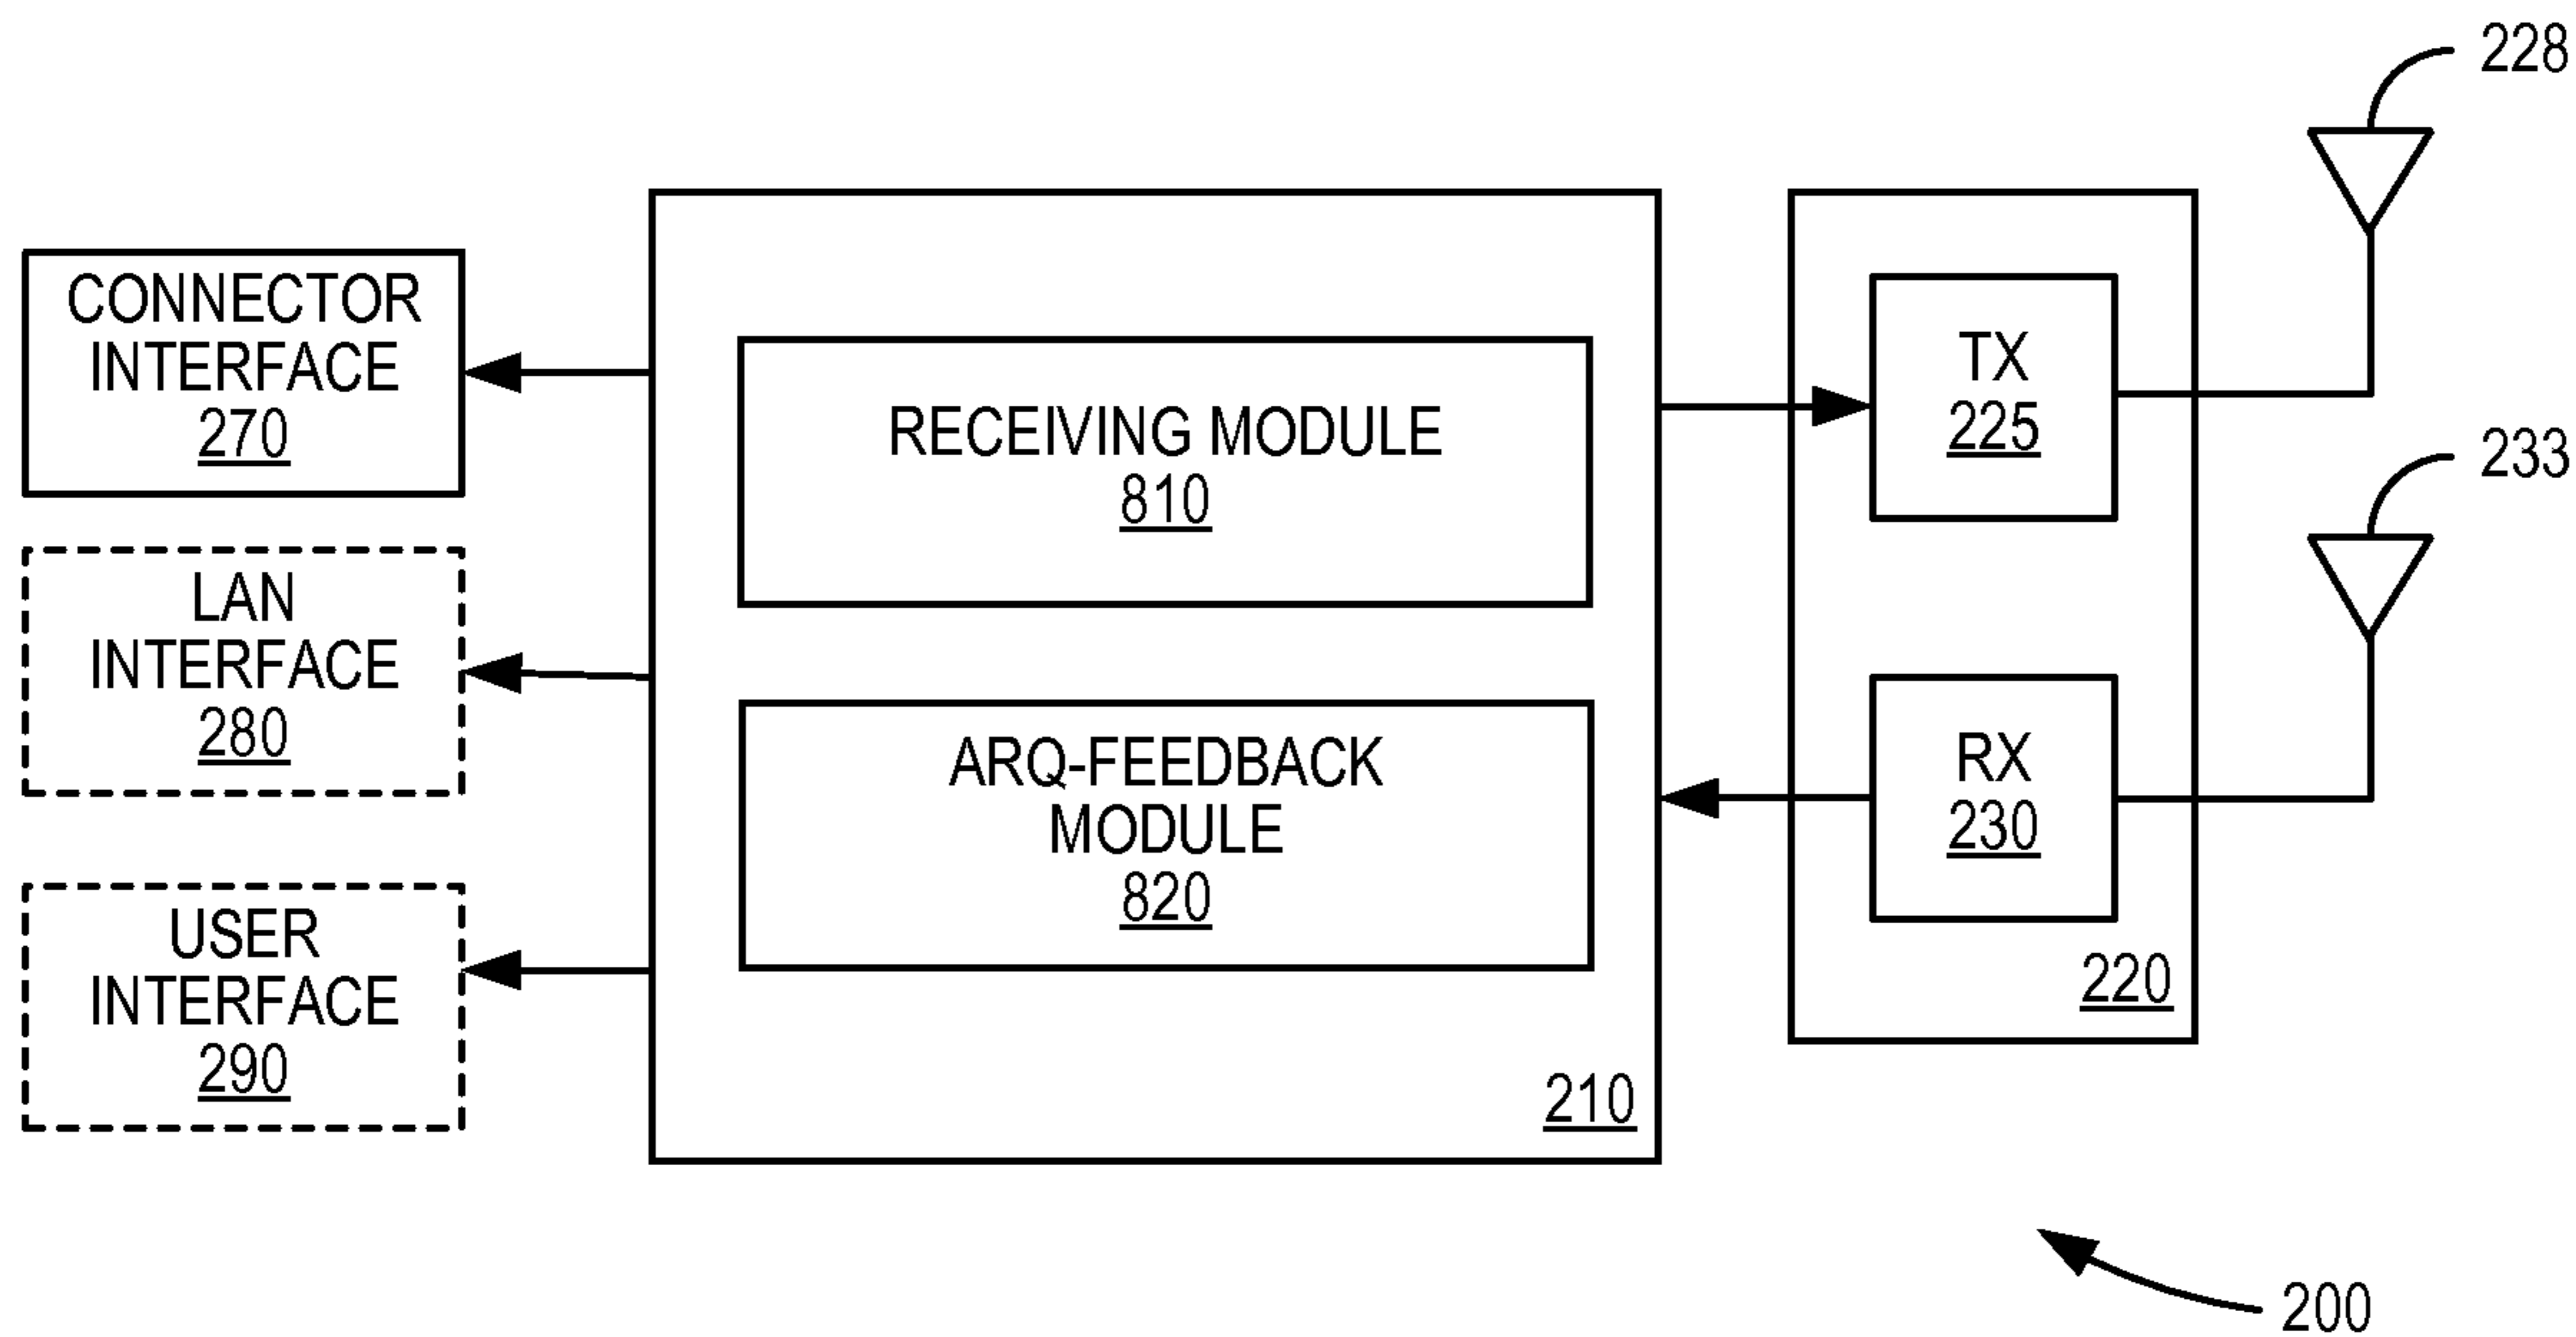 228
CONNECTOR
INTERFACE
270
RECEIVING MODULE
810
TX
225
233
LAN
INTERFACE
280
ARQ-FEEDBACK
MODULE
820
RX
230
USER
INTERFACE
290
220
210
200